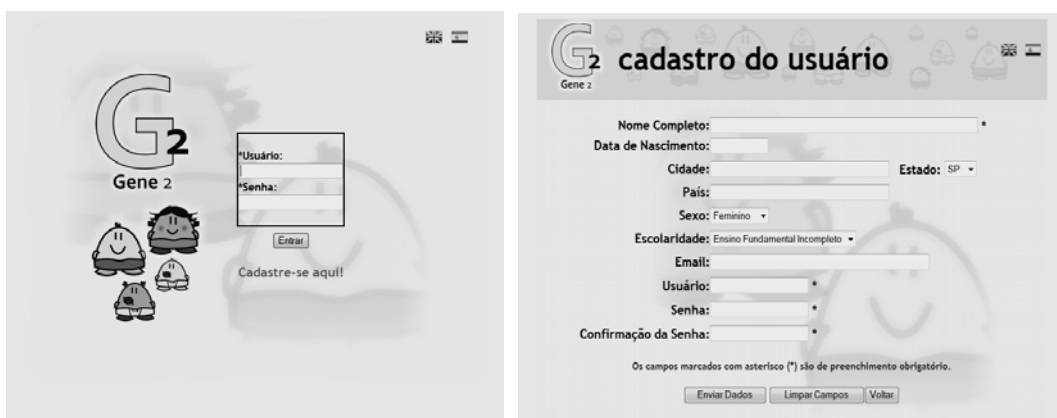 G2
Gene 2
*Usuário:
*Senha:
Entrar
Cadastre-se aqui!
G2
Gene 2
cadastro do usuário
Nome Completo: *
Data de Nascimento:
Cidade: Estado: SP
País:
Sexo: Feminino
Escolaridade: Ensino Fundamental Incompleto
Email:
Usuário: *
Senha: *
Confirmação da Senha: *
Os campos marcados com asterisco (*) são de preenchimento obrigatório.
Enviar Dados Limpar Campos Voltar